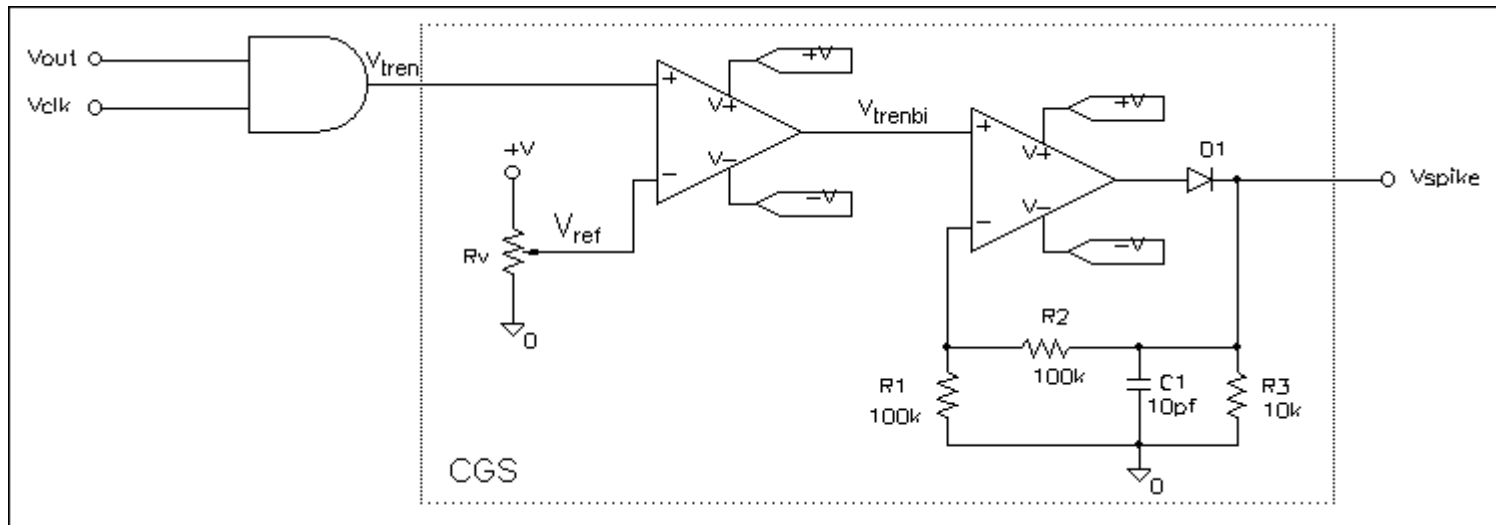 Vout
Vclk
Vtren
+
−
V+
V−
+V
−V
+V
Rv
Vref
0
Vtrenbi
+
−
V+
V−
+V
−V
D1
Vspike
R2
100k
R1
100k
C1
10pf
R3
10k
0
CGS